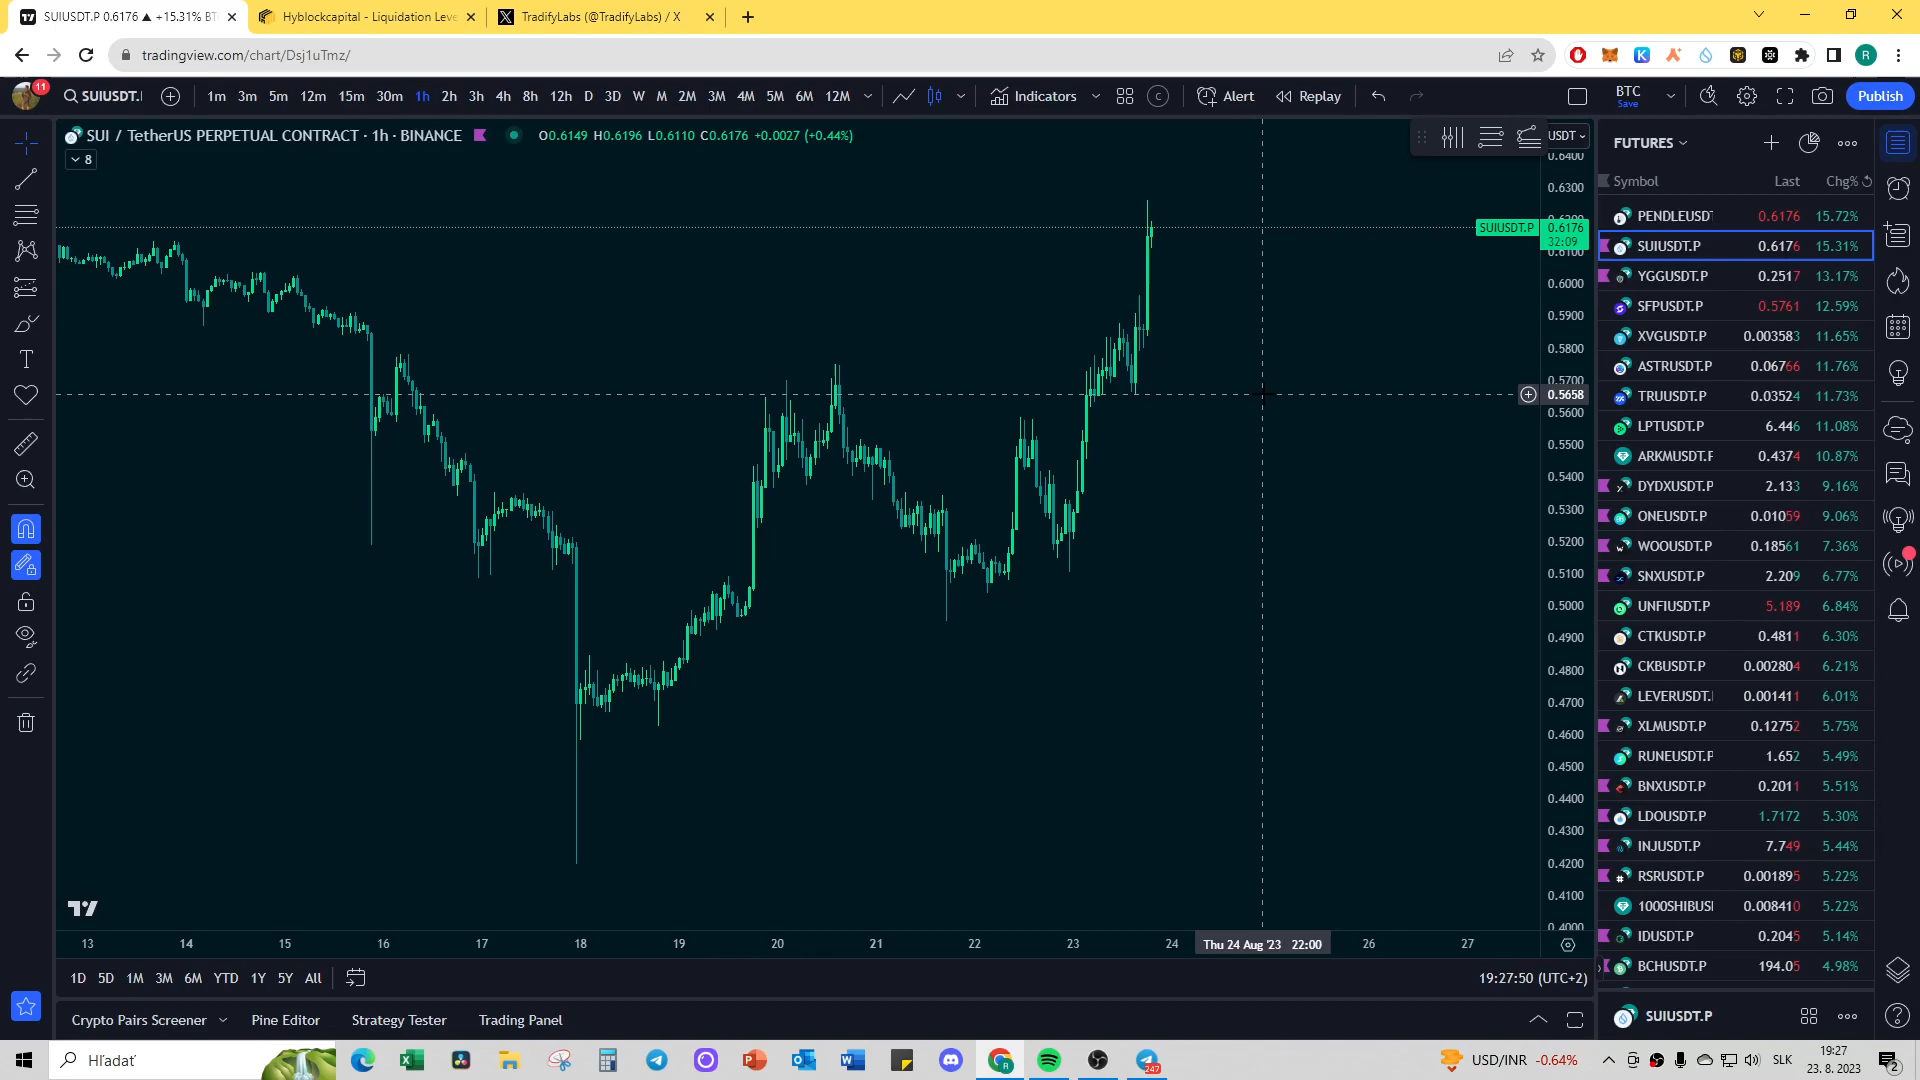 SUIUSDT.P 0.6176 ▲ +15.31% BT
Hyblockcapital - Liquidation Leve
TradifyLabs (@TradifyLabs) / X
tradingview.com/chart/Dsj1uTmz/
R
11
SUIUSDT.
1m 3m 5m 12m 15m 30m 1h 2h 3h 4h 8h 12h D 3D W M 2M 3M 4M 5M 6M 12M
Indicators
Alert
Replay
BTC
Save
Publish
SUI / TetherUS PERPETUAL CONTRACT · 1h · BINANCE
O0.6149 H0.6196 L0.6110 C0.6176 +0.0027 (+0.44%)
8
USDT
0.6400
0.6300
0.6200
SUIUSDT.P 0.6176
32:09
0.6100
0.6000
0.5900
0.5800
0.5700
0.5658
0.5600
0.5500
0.5400
0.5300
0.5200
0.5100
0.5000
0.4900
0.4800
0.4700
0.4600
0.4500
0.4400
0.4300
0.4200
0.4100
0.4000
13 14 15 16 17 18 19 20 21 22 23 24 Thu 24 Aug '23 22:00 26 27
1D 5D 1M 3M 6M YTD 1Y 5Y All
19:27:50 (UTC+2)
Crypto Pairs Screener
Pine Editor
Strategy Tester
Trading Panel
FUTURES
Symbol Last Chg%
PENDLEUSDT 0.6176 15.72%
SUIUSDT.P 0.6176 15.31%
YGGUSDT.P 0.2517 13.17%
SFPUSDT.P 0.5761 12.59%
XVGUSDT.P 0.003583 11.65%
ASTRUSDT.P 0.06766 11.76%
TRUUSDT.P 0.03524 11.73%
LPTUSDT.P 6.446 11.08%
ARKMUSDT.F 0.4374 10.87%
DYDXUSDT.P 2.133 9.16%
ONEUSDT.P 0.01059 9.06%
WOOUSDT.P 0.18561 7.36%
SNXUSDT.P 2.209 6.77%
UNFIUSDT.P 5.189 6.84%
CTKUSDT.P 0.4811 6.30%
CKBUSDT.P 0.002804 6.21%
LEVERUSDT. 0.001411 6.01%
XLMUSDT.P 0.12752 5.75%
RUNEUSDT.P 1.652 5.49%
BNXUSDT.P 0.2011 5.51%
LDOUSDT.P 1.7172 5.30%
INJUSDT.P 7.749 5.44%
RSRUSDT.P 0.001895 5.22%
1000SHIBUSI 0.008410 5.22%
IDUSDT.P 0.2045 5.14%
BCHUSDT.P 194.05 4.98%
SUIUSDT.P
Hľadať
247
USD/INR -0.64%
SLK
19:27
23. 8. 2023
2